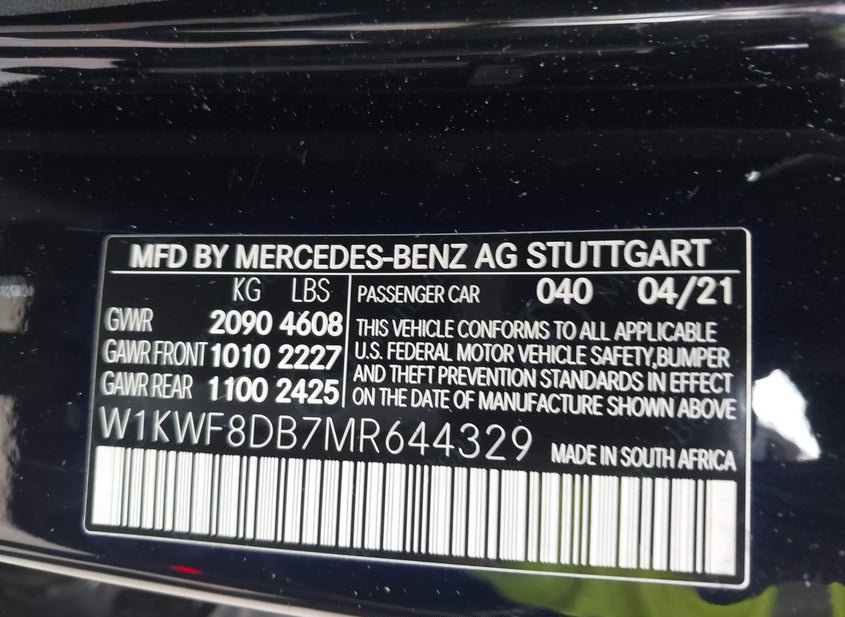 MFD BY MERCEDES-BENZ AG STUTTGART
KG LBS
GVWR 2090 4608
GAWR FRONT 1010 2227
GAWR REAR 1100 2425
PASSENGER CAR 040 04/21
THIS VEHICLE CONFORMS TO ALL APPLICABLE
U.S. FEDERAL MOTOR VEHICLE SAFETY,BUMPER
AND THEFT PREVENTION STANDARDS IN EFFECT
ON THE DATE OF MANUFACTURE SHOWN ABOVE
W1KWF8DB7MR644329
MADE IN SOUTH AFRICA